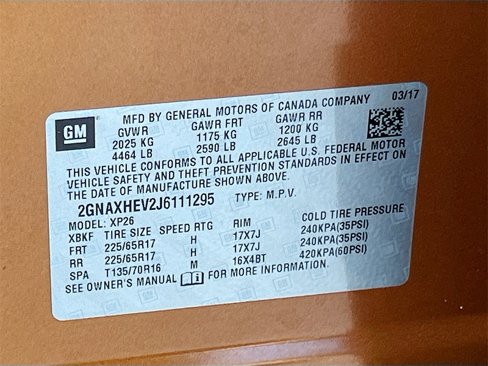 03/17
MFD BY GENERAL MOTORS OF CANADA COMPANY
GM
GVWR GAWR FRT GAWR RR
2025 KG 1175 KG 1200 KG
4464 LB 2590 LB 2645 LB
THIS VEHICLE CONFORMS TO ALL APPLICABLE U.S. FEDERAL MOTOR
VEHICLE SAFETY AND THEFT PREVENTION STANDARDS IN EFFECT ON
THE DATE OF MANUFACTURE SHOWN ABOVE.
2GNAXHEV2J6111295 TYPE: M.P.V.
MODEL: XP26
XBKF TIRE SIZE SPEED RTG RIM COLD TIRE PRESSURE
FRT 225/65R17 H 17X7J 240KPA(35PSI)
RR 225/65R17 H 17X7J 240KPA(35PSI)
SPA T135/70R16 M 16X4BT 420KPA(60PSI)
SEE OWNER'S MANUAL FOR MORE INFORMATION